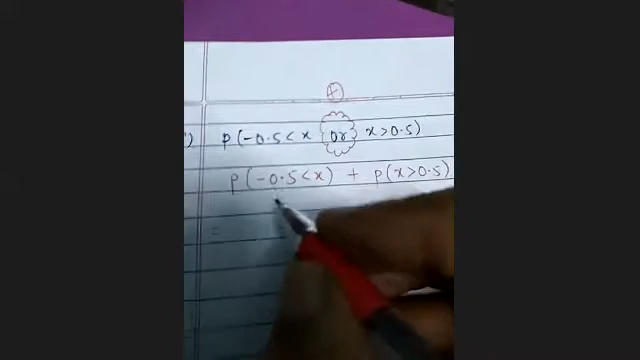 +
') P(-0.5<x or x>0.5)
P(-0.5<x) + P(x>0.5)
=